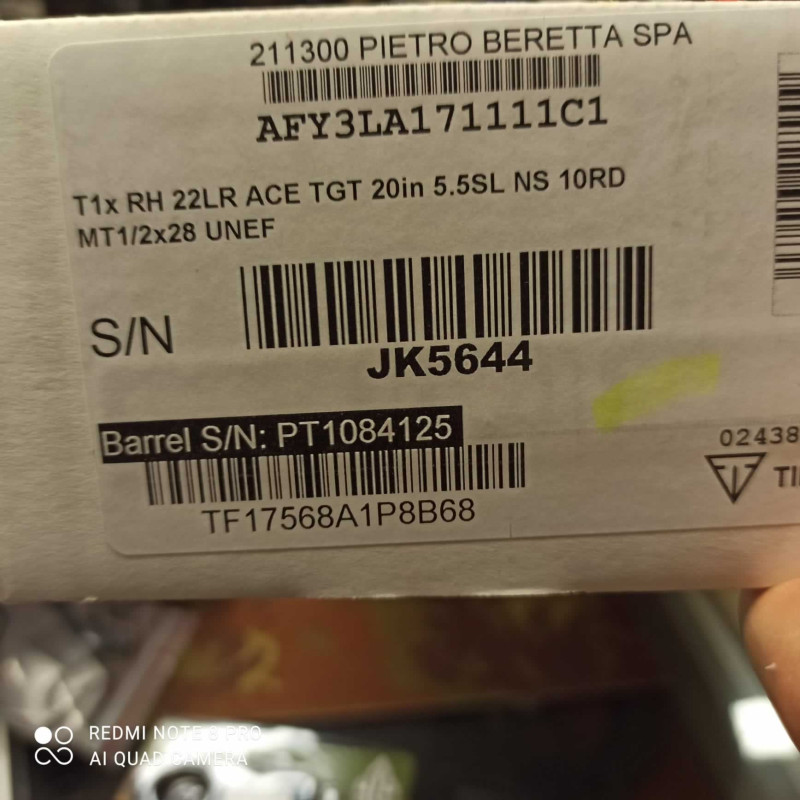 211300 PIETRO BERETTA SPA
AFY3LA171111C1
T1x RH 22LR ACE TGT 20in 5.5SL NS 10RD
MT1/2x28 UNEF
S/N
JK5644
Barrel S/N: PT1084125
TF17568A1P8B68
02438
REDMI NOTE 8 PRO
AI QUAD CAMERA